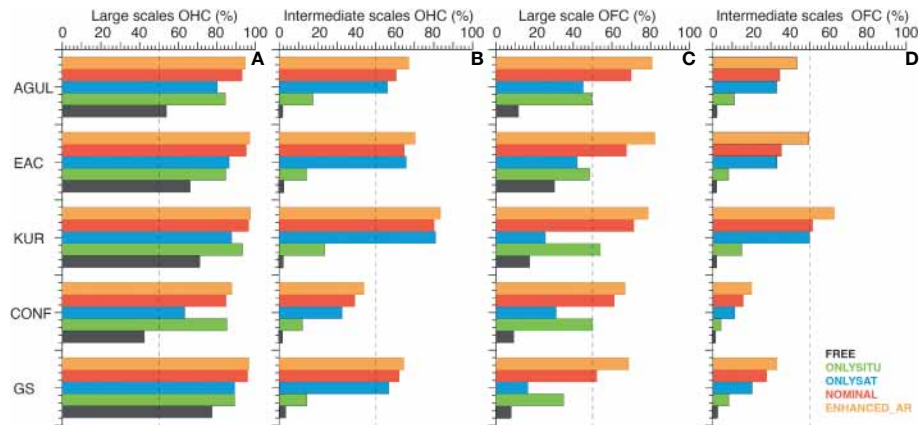 Large scales OHC (%)
0 20 40 60 80 100
A
Intermediate scales OHC (%)
0 20 40 60 80 100
B
Large scale OFC (%)
0 20 40 60 80 100
C
Intermediate scales OFC (%)
0 20 40 60 80 100
D
AGUL
EAC
KUR
CONF
GS
FREE
ONLYSITU
ONLYSAT
NOMINAL
ENHANCED_AR